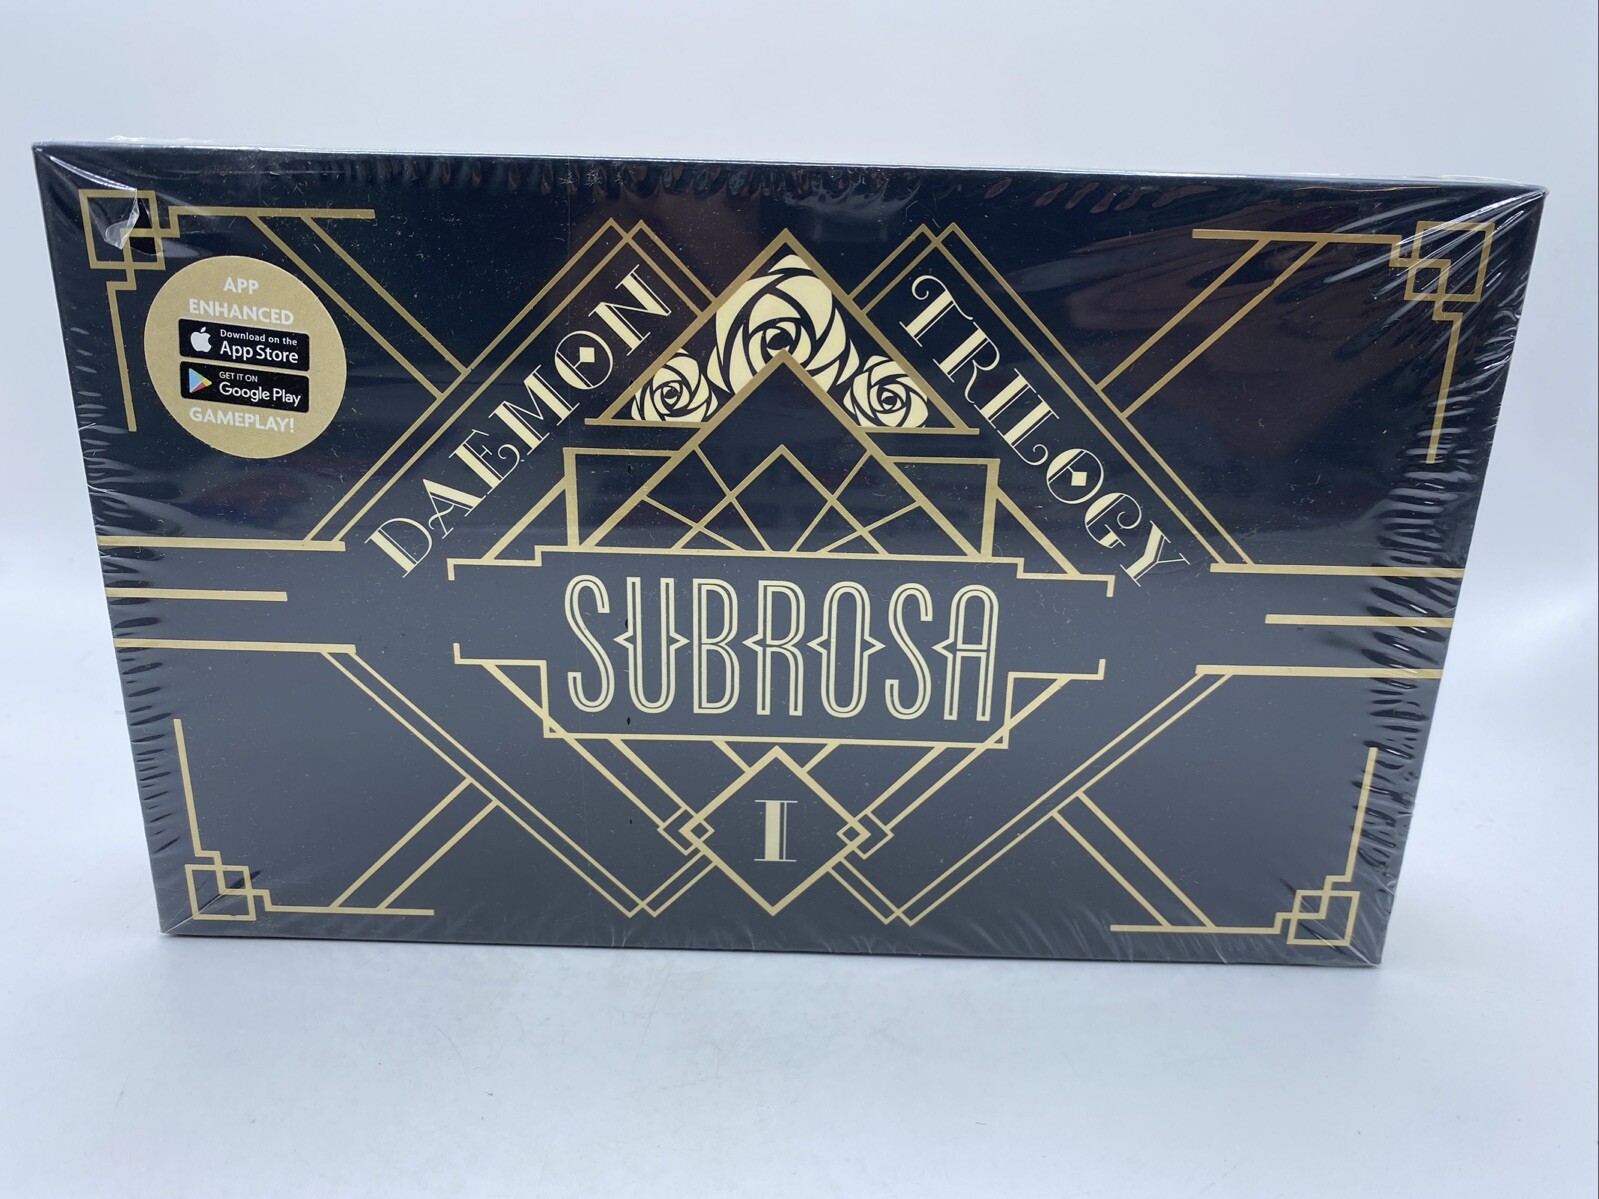 APP
ENHANCED
Download on the
App Store
GET IT ON
Google Play
GAMEPLAY!
DAEMON
TRILOGY
SUBROSA
I